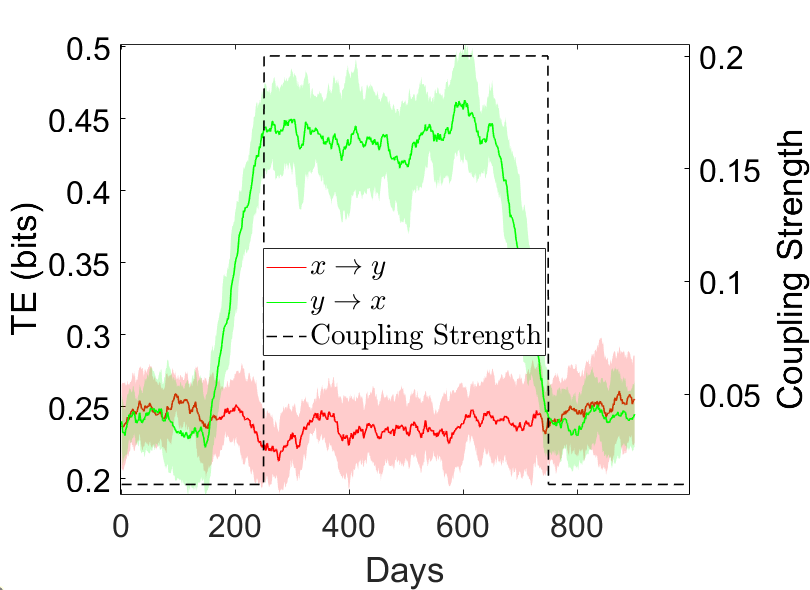 0.5
0.45
0.4
0.35
0.3
0.25
0.2
TE (bits)
0.2
0.15
0.1
0.05
Coupling Strength
x → y
y → x
Coupling Strength
0 200 400 600 800
Days